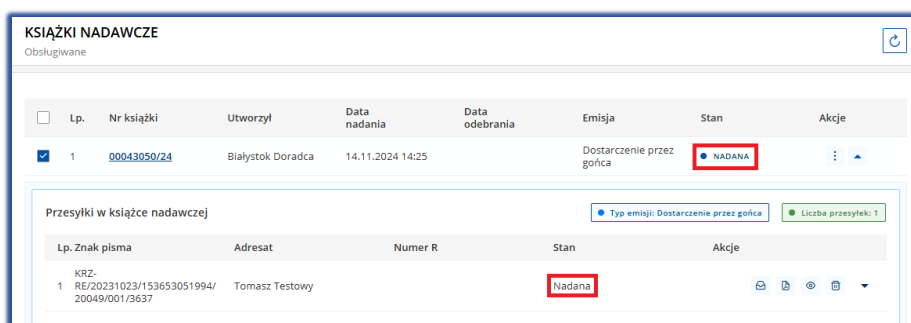 KSIĄŻKI NADAWCZE
Obsługiwane
Lp. Nr książki Utworzył Data nadania Data odebrania Emisja Stan Akcje
1 00043050/24 Białystok Doradca 14.11.2024 14:25 Dostarczenie przez gońca NADANA
Przesyłki w książce nadawczej Typ emisji: Dostarczenie przez gońca Liczba przesyłek: 1
Lp. Znak pisma Adresat Numer R Stan Akcje
1 KRZ-RE/20231023/153653051994/20049/001/3637 Tomasz Testowy Nadana